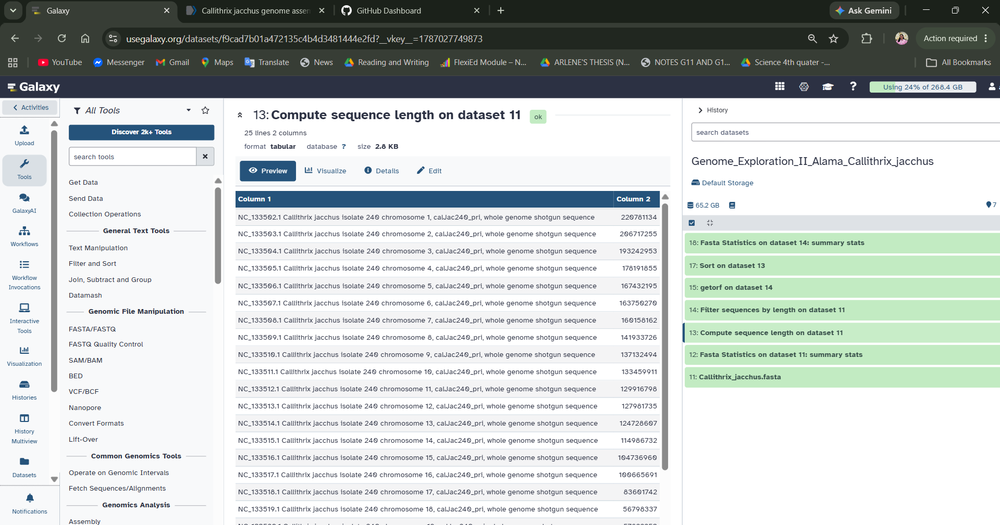 Galaxy
Callithrix jacchus genome assen
GitHub Dashboard
Ask Gemini
usegalaxy.org/datasets/f9cad7b01a472135c4b4d3481444e2fd?__vkey__=1787027749873
Action required
YouTube
Messenger
Gmail
Maps
Translate
News
Reading and Writing
FlexiEd Module – N...
ARLENE'S THESIS (N...
NOTES G11 AND G1...
Science 4th quater -...
All Bookmarks
Galaxy
Using 24% of 268.4 GB
Activities
Upload
Tools
GalaxyAI
Workflows
Workflow
Invocations
Interactive
Tools
Visualization
Histories
History
Multiview
Datasets
Notifications
All Tools
Discover 2k+ Tools
search tools
Get Data
Send Data
Collection Operations
General Text Tools
Text Manipulation
Filter and Sort
Join, Subtract and Group
Datamash
Genomic File Manipulation
FASTA/FASTQ
FASTQ Quality Control
SAM/BAM
BED
VCF/BCF
Nanopore
Convert Formats
Lift-Over
Common Genomics Tools
Operate on Genomic Intervals
Fetch Sequences/Alignments
Genomics Analysis
Assembly
13: Compute sequence length on dataset 11 ok
25 lines 2 columns
format tabular database ? size 2.8 KB
Preview Visualize Details Edit
Column 1 Column 2
NC_133502.1 Callithrix jacchus isolate 240 chromosome 1, calJac240_pri, whole genome shotgun sequence 220781134
NC_133503.1 Callithrix jacchus isolate 240 chromosome 2, calJac240_pri, whole genome shotgun sequence 206717255
NC_133504.1 Callithrix jacchus isolate 240 chromosome 3, calJac240_pri, whole genome shotgun sequence 193242953
NC_133505.1 Callithrix jacchus isolate 240 chromosome 4, calJac240_pri, whole genome shotgun sequence 178191855
NC_133506.1 Callithrix jacchus isolate 240 chromosome 5, calJac240_pri, whole genome shotgun sequence 167432195
NC_133507.1 Callithrix jacchus isolate 240 chromosome 6, calJac240_pri, whole genome shotgun sequence 163750270
NC_133508.1 Callithrix jacchus isolate 240 chromosome 7, calJac240_pri, whole genome shotgun sequence 160158162
NC_133509.1 Callithrix jacchus isolate 240 chromosome 8, calJac240_pri, whole genome shotgun sequence 141933726
NC_133510.1 Callithrix jacchus isolate 240 chromosome 9, calJac240_pri, whole genome shotgun sequence 137132494
NC_133511.1 Callithrix jacchus isolate 240 chromosome 10, calJac240_pri, whole genome shotgun sequence 133459911
NC_133512.1 Callithrix jacchus isolate 240 chromosome 11, calJac240_pri, whole genome shotgun sequence 129916798
NC_133513.1 Callithrix jacchus isolate 240 chromosome 12, calJac240_pri, whole genome shotgun sequence 127981735
NC_133514.1 Callithrix jacchus isolate 240 chromosome 13, calJac240_pri, whole genome shotgun sequence 124728607
NC_133515.1 Callithrix jacchus isolate 240 chromosome 14, calJac240_pri, whole genome shotgun sequence 114986732
NC_133516.1 Callithrix jacchus isolate 240 chromosome 15, calJac240_pri, whole genome shotgun sequence 104736960
NC_133517.1 Callithrix jacchus isolate 240 chromosome 16, calJac240_pri, whole genome shotgun sequence 100665691
NC_133518.1 Callithrix jacchus isolate 240 chromosome 17, calJac240_pri, whole genome shotgun sequence 83601742
NC_133519.1 Callithrix jacchus isolate 240 chromosome 18, calJac240_pri, whole genome shotgun sequence 56798337
History
search datasets
Genome_Exploration_II_Alama_Callithrix_jacchus
Default Storage
65.2 GB
7
18: Fasta Statistics on dataset 14: summary stats
17: Sort on dataset 13
15: getorf on dataset 14
14: Filter sequences by length on dataset 11
13: Compute sequence length on dataset 11
12: Fasta Statistics on dataset 11: summary stats
11: Callithrix_jacchus.fasta